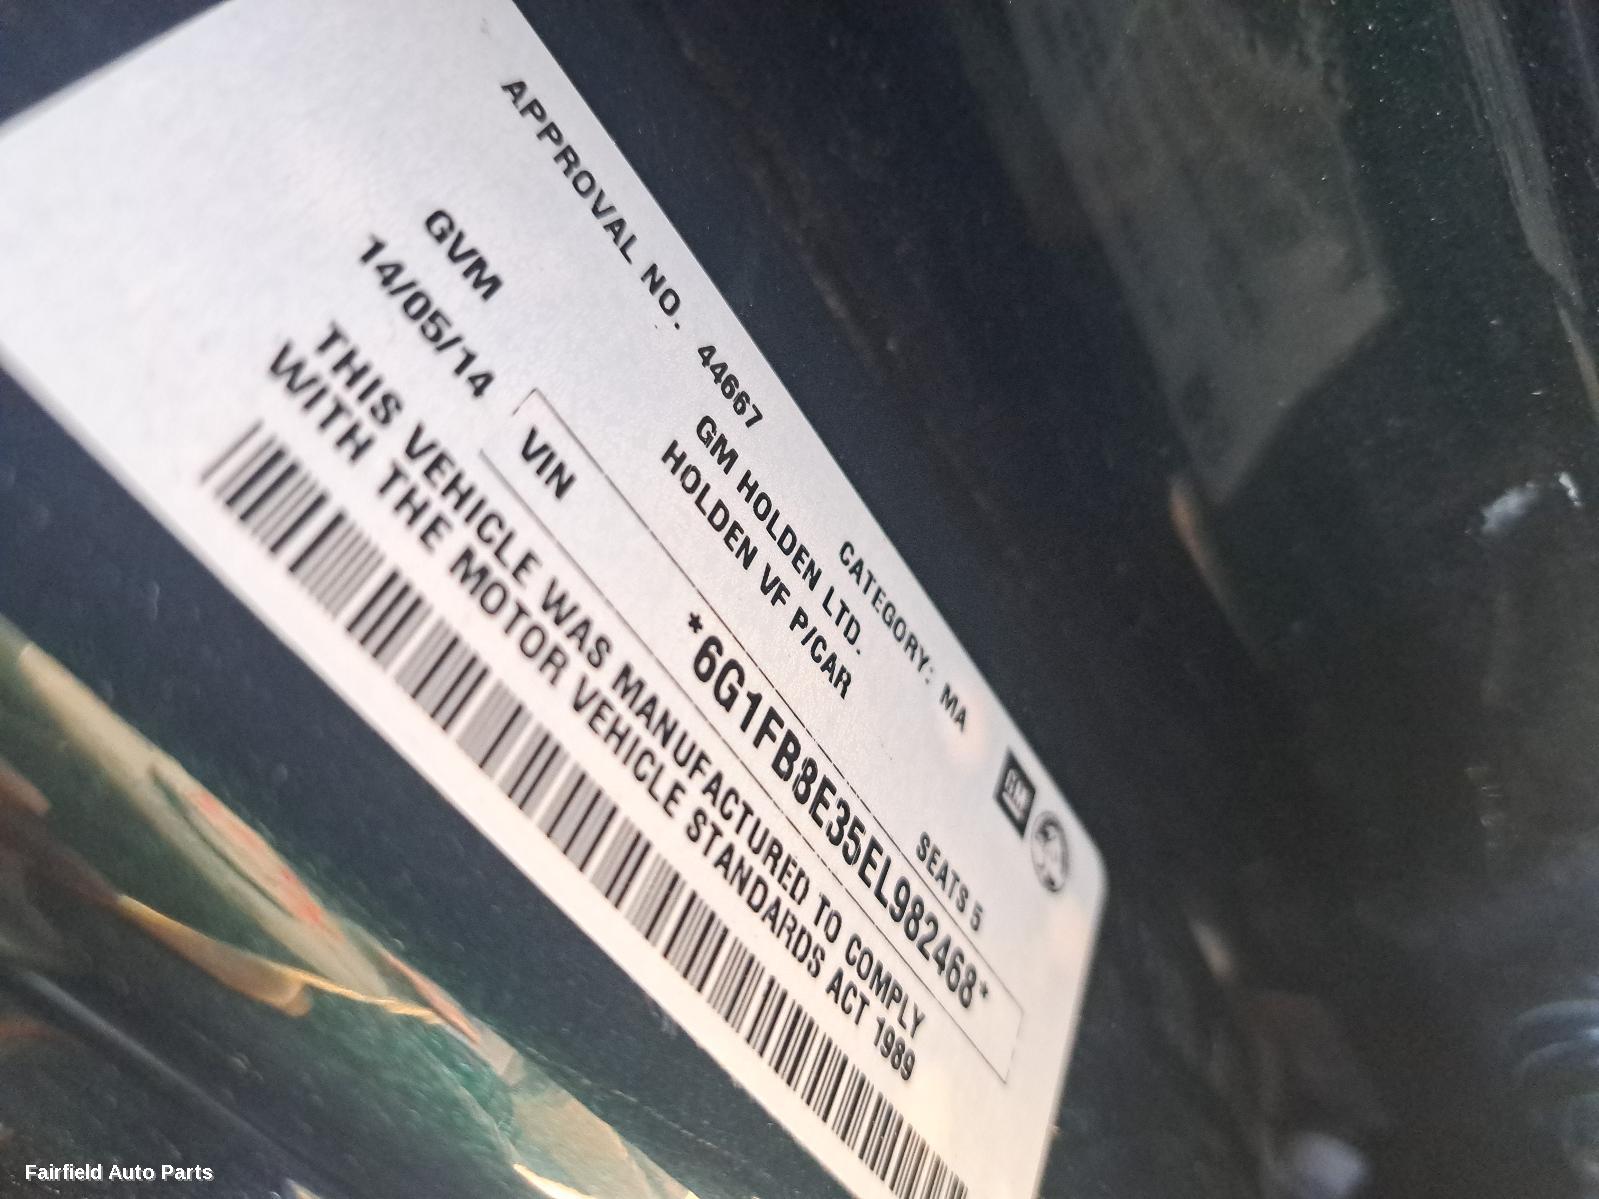 APPROVAL NO. 44667 CATEGORY: MA
GM HOLDEN LTD.
HOLDEN VF P/CAR
GM
GVM SEATS 5
14/05/14
VIN *6G1FB8E35EL982468*
THIS VEHICLE WAS MANUFACTURED TO COMPLY
WITH THE MOTOR VEHICLE STANDARDS ACT 1989
Fairfield Auto Parts